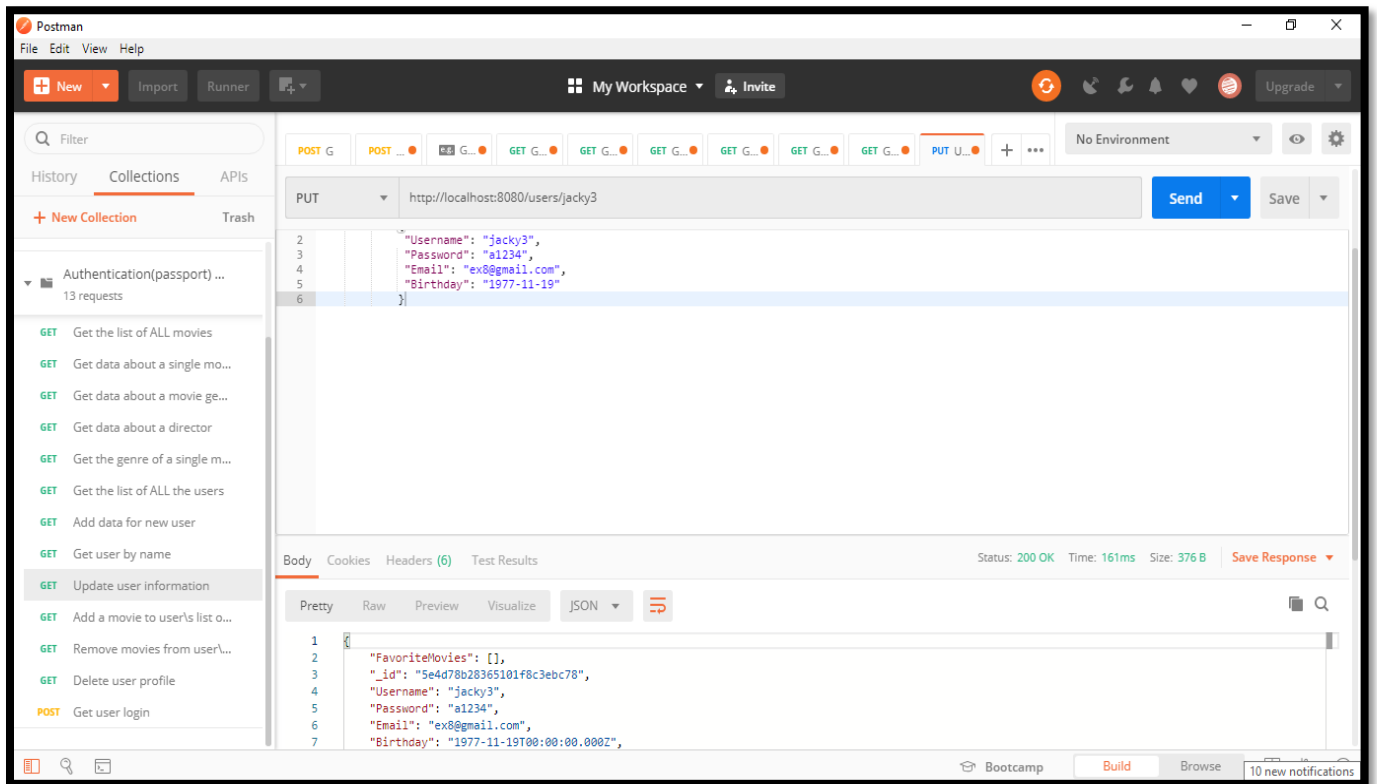 Postman
File Edit View Help
New Import Runner My Workspace Invite Upgrade
Filter
History Collections APIs
+ New Collection Trash
Authentication(passport) ...
13 requests
GET Get the list of ALL movies
GET Get data about a single mo...
GET Get data about a movie ge...
GET Get data about a director
GET Get the genre of a single m...
GET Get the list of ALL the users
GET Add data for new user
GET Get user by name
GET Update user information
GET Add a movie to user\s list o...
GET Remove movies from user\...
GET Delete user profile
POST Get user login
POST G POST ... e.g. G... GET G... GET G... GET G... GET G... GET G... GET G... PUT U... + ••• No Environment
PUT http://localhost:8080/users/jacky3 Send Save
2 "Username": "jacky3",
3 "Password": "a1234",
4 "Email": "ex8@gmail.com",
5 "Birthday": "1977-11-19"
6 }
Body Cookies Headers (6) Test Results Status: 200 OK Time: 161ms Size: 376 B Save Response
Pretty Raw Preview Visualize JSON
1 {
2 "FavoriteMovies": [],
3 "_id": "5e4d78b28365101f8c3ebc78",
4 "Username": "jacky3",
5 "Password": "a1234",
6 "Email": "ex8@gmail.com",
7 "Birthday": "1977-11-19T00:00:00.000Z",
Bootcamp Build Browse
10 new notifications